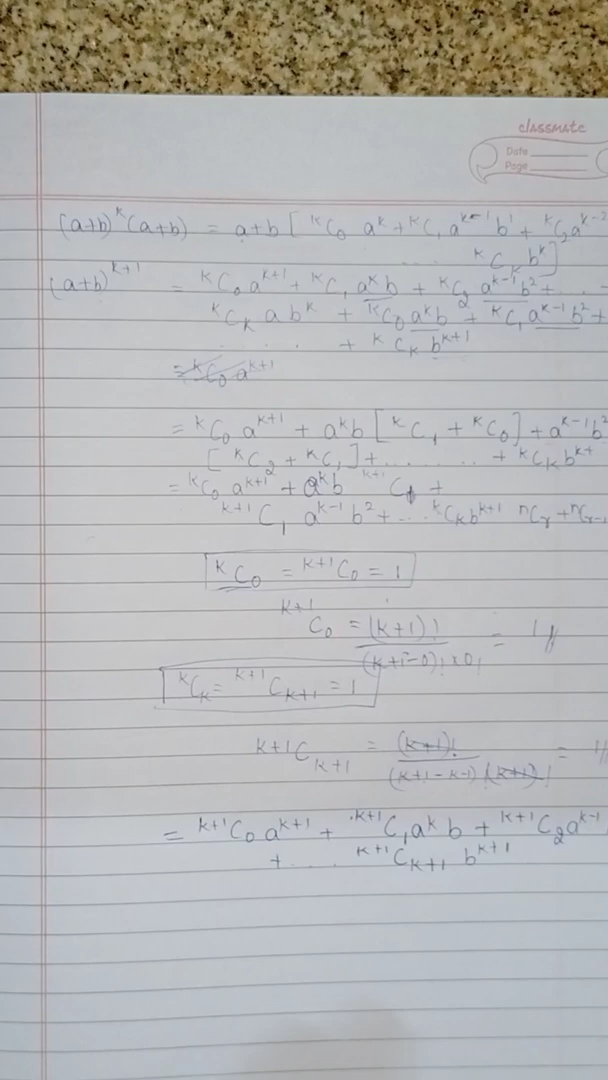 classmate
Date
Page
(a+b)^k (a+b) = a+b [ ^kC_0 a^k + ^kC_1 a^{k-1} b^1 + ^kC_2 a^{k-2}
... ^kC_k b^k ]
(a+b)^{k+1} = ^kC_0 a^{k+1} + ^kC_1 a^k b + ^kC_2 a^{k-1} b^2 + ...
^kC_k a b^k + ^kC_0 a^k b + ^kC_1 a^{k-1} b^2 +
. . . + ^kC_k b^{k+1}
= ^kC_0 a^{k+1}
= ^kC_0 a^{k+1} + a^k b [ ^kC_1 + ^kC_0 ] + a^{k-1} b^2
[ ^kC_2 + ^kC_1 ] + ........ + ^kC_k b^{k+
= ^kC_0 a^{k+1} + a^k b ^{k+1}C_1 +
^{k+1}C_1 a^{k-1} b^2 + ... ^kC_k b^{k+1} ^nC_r + ^nC_{r-1}
^kC_0 = ^{k+1}C_0 = 1
^{k+1}C_0 = (k+1)! / (k+1-0)! × 0! = 1//
^kC_k = ^{k+1}C_{k+1} = 1
^{k+1}C_{k+1} = (k+1)! / (k+1-k-1)! (k+1)! = 1//
= ^{k+1}C_0 a^{k+1} + ^{k+1}C_1 a^k b + ^{k+1}C_2 a^{k-1}
+ .... ^{k+1}C_{k+1} b^{k+1}